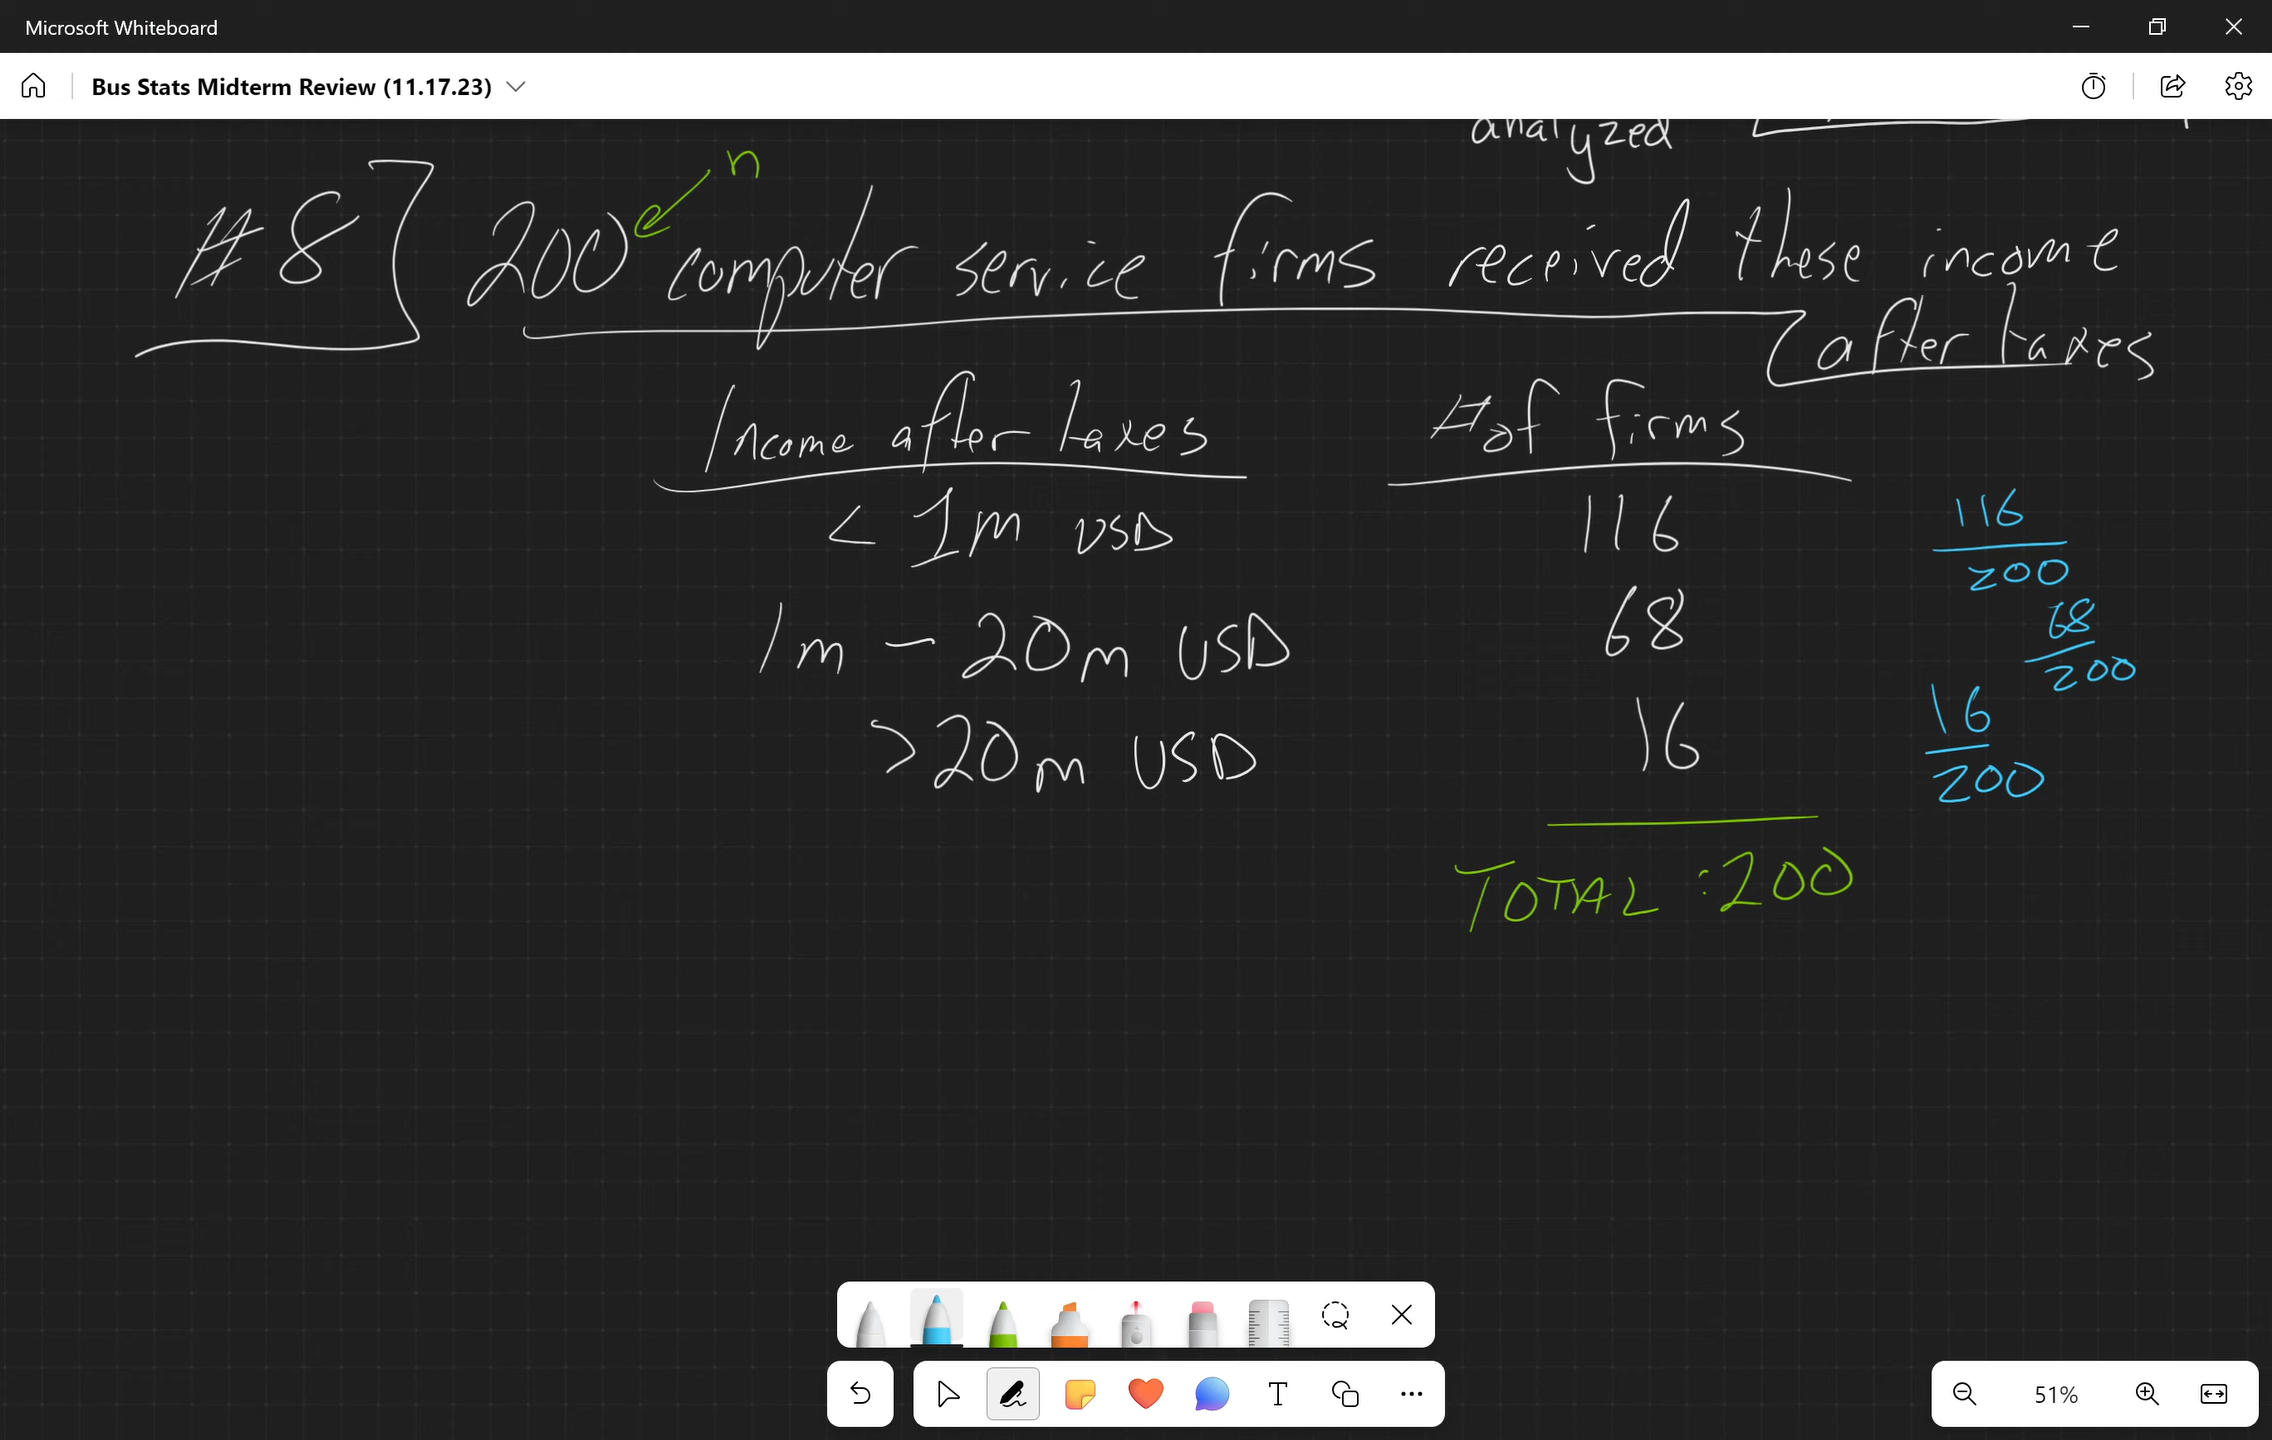 Microsoft Whiteboard
Bus Stats Midterm Review (11.17.23)
analyzed
n
#8] 200 computer service firms received these income
after taxes
Income after taxes # of firms
< 1m USD 116 116/200
1m - 20m USD 68 68/200
>20m USD 16 16/200
TOTAL : 200
T
51%